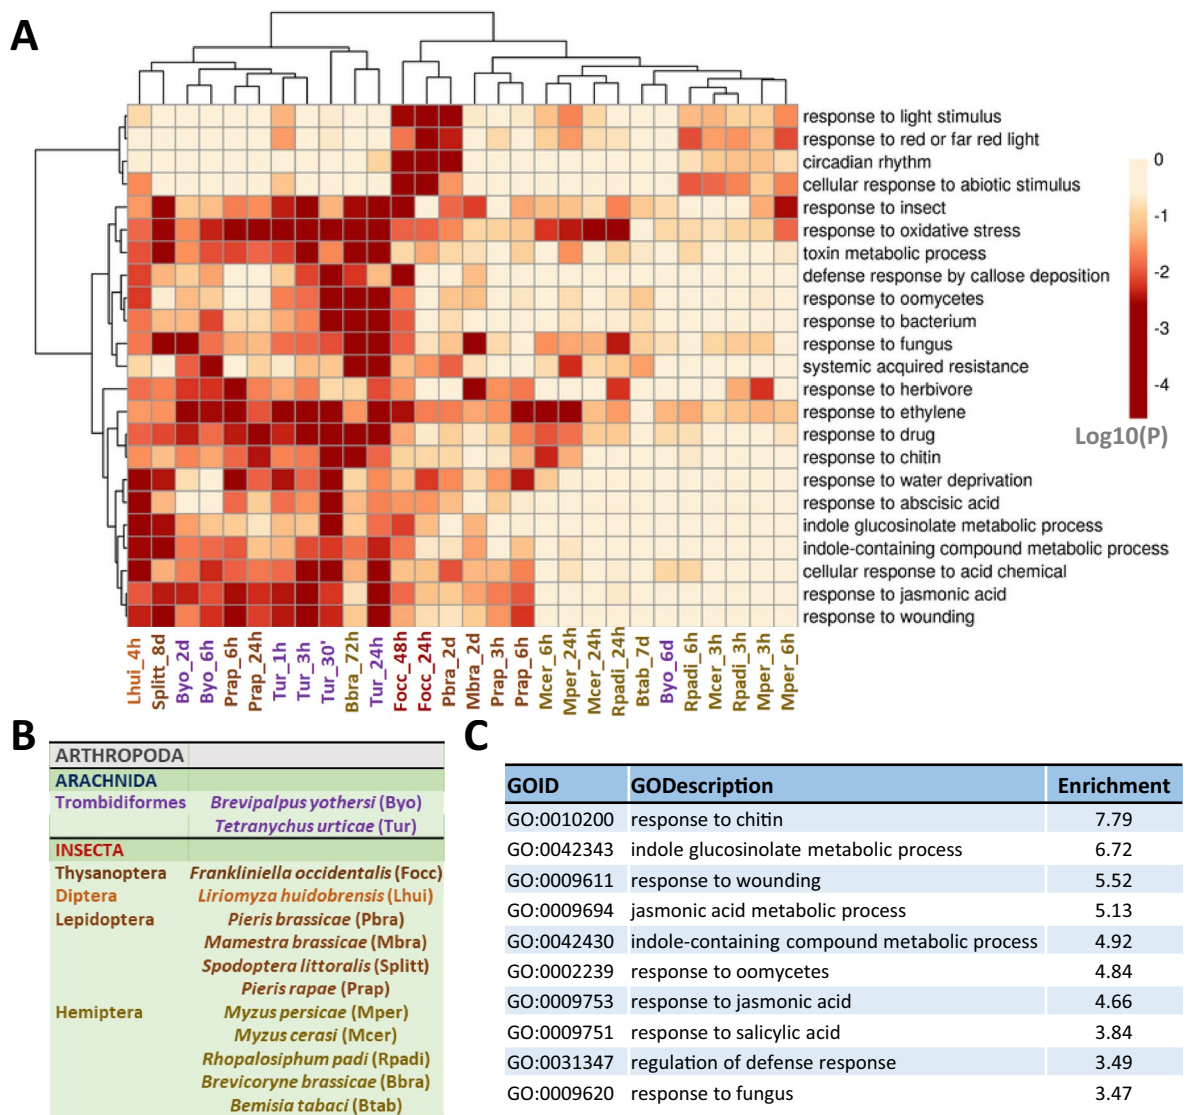 A
response to light stimulus
response to red or far red light
circadian rhythm
cellular response to abiotic stimulus
response to insect
response to oxidative stress
toxin metabolic process
defense response by callose deposition
response to oomycetes
response to bacterium
response to fungus
systemic acquired resistance
response to herbivore
response to ethylene
response to drug
response to chitin
response to water deprivation
response to abscisic acid
indole glucosinolate metabolic process
indole-containing compound metabolic process
cellular response to acid chemical
response to jasmonic acid
response to wounding
0
-1
-2
-3
-4
Log10(P)
Lhui_4h
Splitt_8d
Byo_2d
Byo_6h
Prap_6h
Prap_24h
Tur_1h
Tur_3h
Tur_30'
Bbra_72h
Tur_24h
Focc_48h
Focc_24h
Pbra_2d
Mbra_2d
Prap_3h
Prap_6h
Mcer_6h
Mper_24h
Mcer_24h
Rpadi_24h
Btab_7d
Byo_6d
Rpadi_6h
Mcer_3h
Rpadi_3h
Mper_3h
Mper_6h
B
ARTHROPODA
ARACHNIDA
Trombidiformes Brevipalpus yothersi (Byo)
Tetranychus urticae (Tur)
INSECTA
Thysanoptera Frankliniella occidentalis (Focc)
Diptera Liriomyza huidobrensis (Lhui)
Lepidoptera Pieris brassicae (Pbra)
Mamestra brassicae (Mbra)
Spodoptera littoralis (Splitt)
Pieris rapae (Prap)
Hemiptera Myzus persicae (Mper)
Myzus cerasi (Mcer)
Rhopalosiphum padi (Rpadi)
Brevicoryne brassicae (Bbra)
Bemisia tabaci (Btab)
C
GOID GODescription Enrichment
GO:0010200 response to chitin 7.79
GO:0042343 indole glucosinolate metabolic process 6.72
GO:0009611 response to wounding 5.52
GO:0009694 jasmonic acid metabolic process 5.13
GO:0042430 indole-containing compound metabolic process 4.92
GO:0002239 response to oomycetes 4.84
GO:0009753 response to jasmonic acid 4.66
GO:0009751 response to salicylic acid 3.84
GO:0031347 regulation of defense response 3.49
GO:0009620 response to fungus 3.47